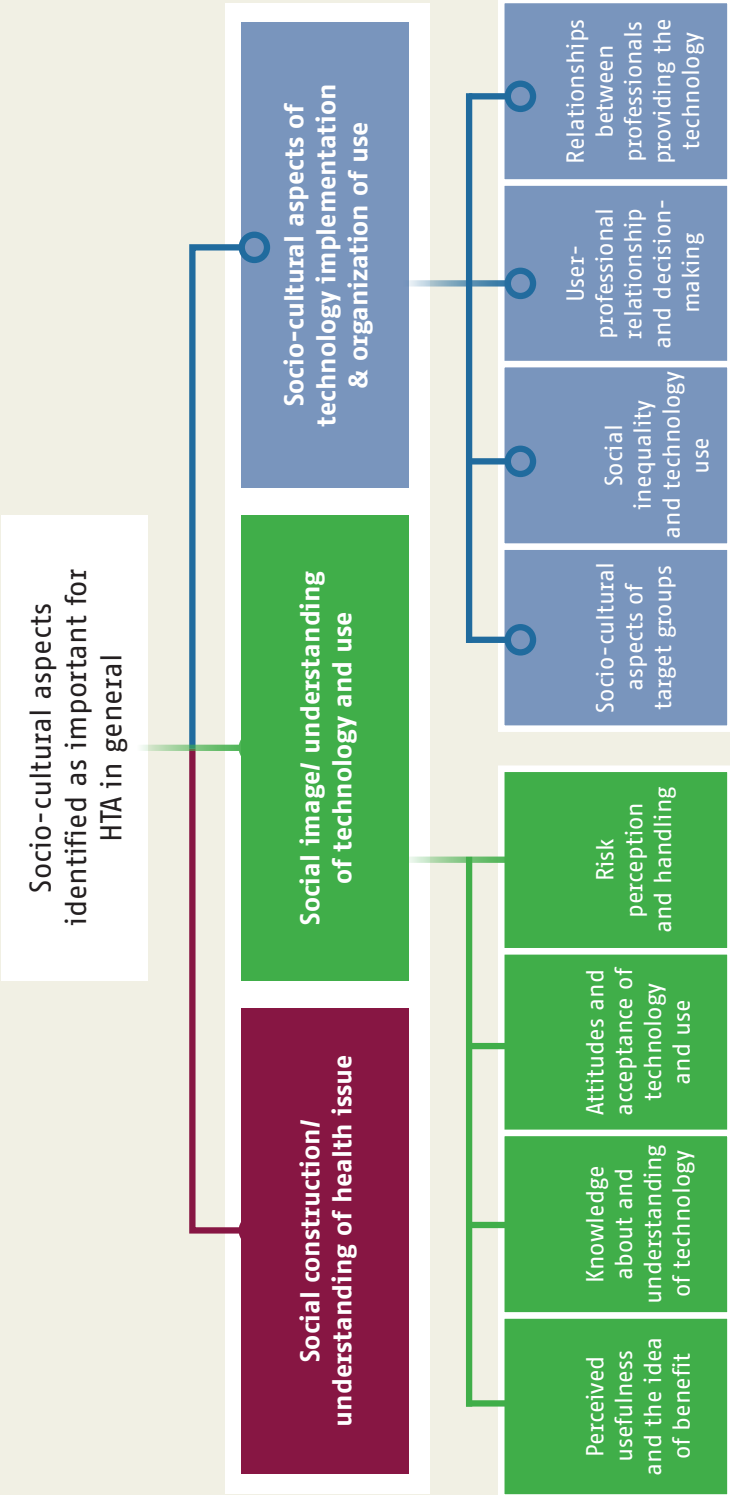 Socio-cultural aspects
identified as important for
HTA in general
Social construction/
understanding of health issue
Social image/ understanding
of technology and use
Socio-cultural aspects of
technology implementation
& organization of use
Perceived
usefulness
and the idea
of benefit
Knowledge
about and
understanding
of technology
Attitudes and
acceptance of
technology
and use
Risk
perception
and handling
Socio-cultural
aspects of
target groups
Social
inequality
and technology
use
User-
professional
relationship
and decision-
making
Relationships
between
professionals
providing the
technology